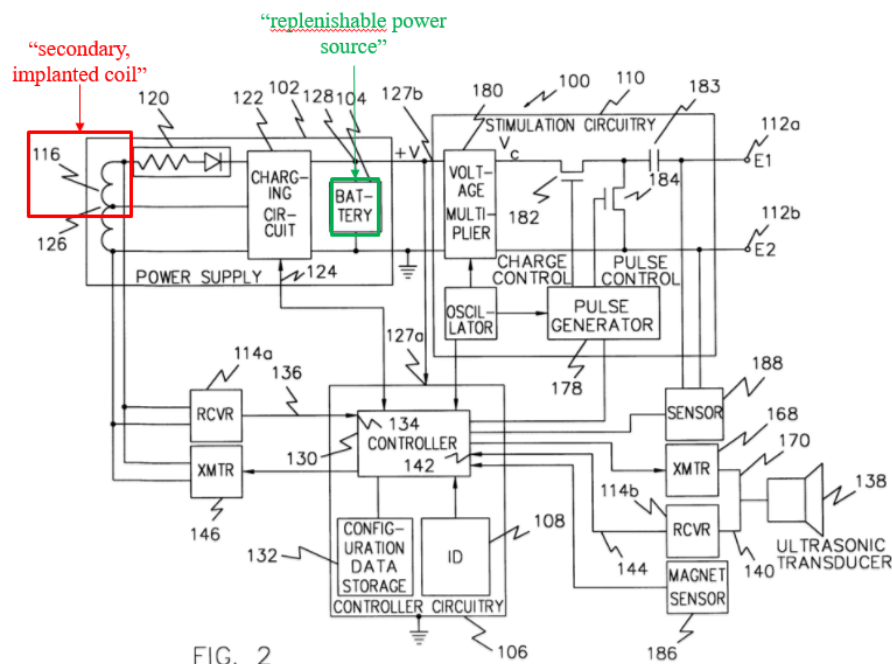 “replenishable power
source”
“secondary,
implanted coil”
120
122
102
128
104
127b
180
100
110
183
STIMULATION CIRCUITRY
112a
116
+V
V
c
E1
CHARG-
ING
CIR-
CUIT
BAT-
TERY
VOLT-
AGE
MULTI-
PLIER
182
184
126
112b
E2
POWER SUPPLY
124
CHARGE
CONTROL
PULSE
CONTROL
OSCIL-
LATOR
PULSE
GENERATOR
127a
178
114a
136
188
RCVR
134
CONTROLLER
SENSOR
130
142
168
XMTR
XMTR
170
138
146
114b
RCVR
132
CONFIG-
URATION
DATA
STORAGE
108
ID
144
140
ULTRASONIC
TRANSDUCER
MAGNET
SENSOR
CONTROLLER CIRCUITRY
186
106
FIG. 2